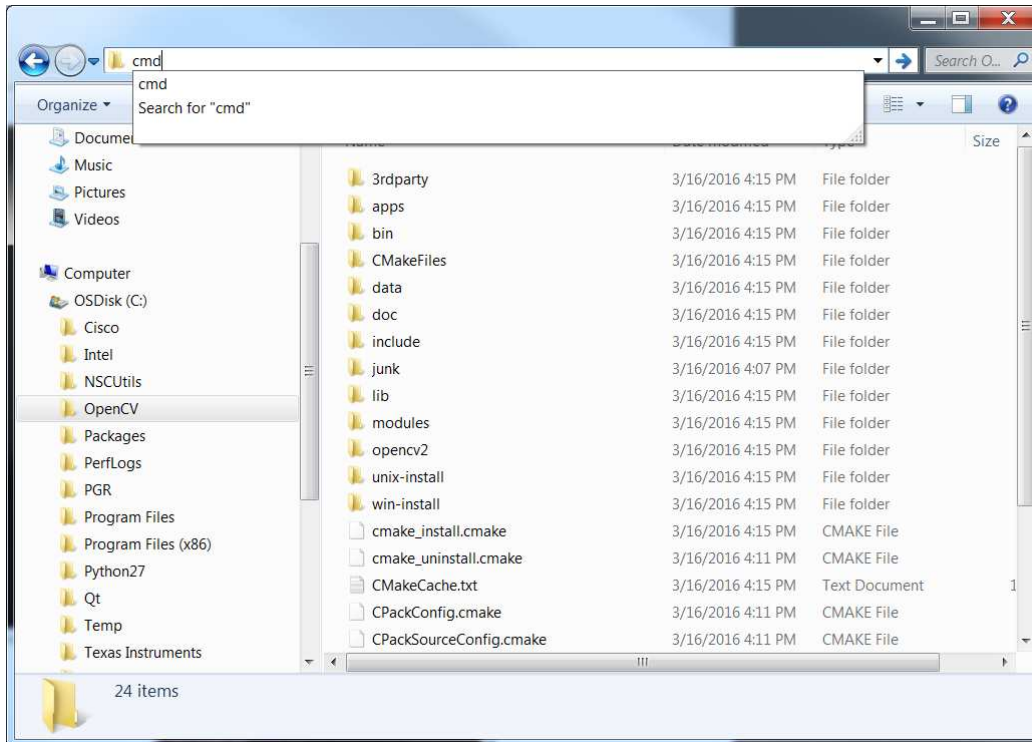 cmd
Search O...
cmd
Search for "cmd"
Organize
Size
Music
Pictures
Videos
Computer
OSDisk (C:)
Cisco
Intel
NSCUtils
OpenCV
Packages
PerfLogs
PGR
Program Files
Program Files (x86)
Python27
Qt
Temp
Texas Instruments
3rdparty 3/16/2016 4:15 PM File folder
apps 3/16/2016 4:15 PM File folder
bin 3/16/2016 4:15 PM File folder
CMakeFiles 3/16/2016 4:15 PM File folder
data 3/16/2016 4:15 PM File folder
doc 3/16/2016 4:15 PM File folder
include 3/16/2016 4:15 PM File folder
junk 3/16/2016 4:07 PM File folder
lib 3/16/2016 4:15 PM File folder
modules 3/16/2016 4:15 PM File folder
opencv2 3/16/2016 4:15 PM File folder
unix-install 3/16/2016 4:15 PM File folder
win-install 3/16/2016 4:15 PM File folder
cmake_install.cmake 3/16/2016 4:15 PM CMAKE File
cmake_uninstall.cmake 3/16/2016 4:11 PM CMAKE File
CMakeCache.txt 3/16/2016 4:15 PM Text Document 1
CPackConfig.cmake 3/16/2016 4:11 PM CMAKE File
CPackSourceConfig.cmake 3/16/2016 4:11 PM CMAKE File
24 items